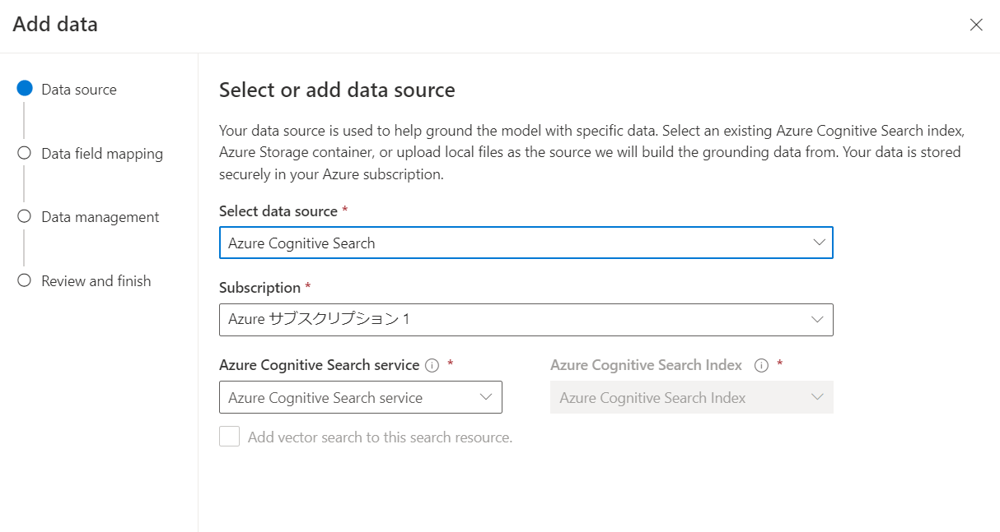 Add data
Data source
Data field mapping
Data management
Review and finish
Select or add data source
Your data source is used to help ground the model with specific data. Select an existing Azure Cognitive Search index,
Azure Storage container, or upload local files as the source we will build the grounding data from. Your data is stored
securely in your Azure subscription.
Select data source *
Azure Cognitive Search
Subscription *
Azure サブスクリプション 1
Azure Cognitive Search service *
Azure Cognitive Search service
Azure Cognitive Search Index *
Azure Cognitive Search Index
Add vector search to this search resource.